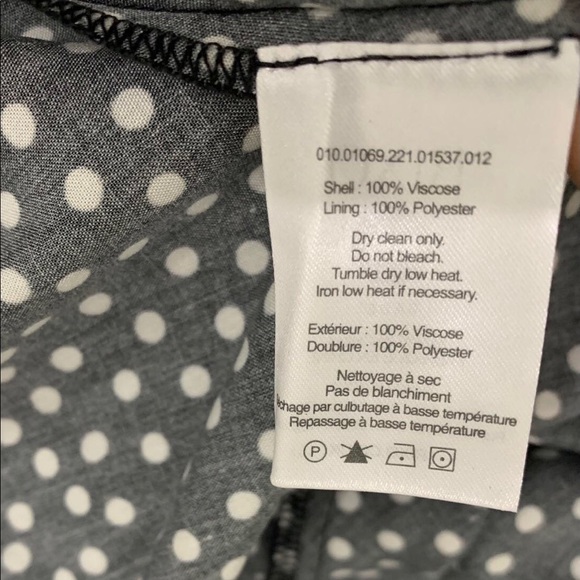 010.01069.221.01537.012
Shell : 100% Viscose
Lining : 100% Polyester
Dry clean only.
Do not bleach.
Tumble dry low heat.
Iron low heat if necessary.
Extérieur : 100% Viscose
Doublure : 100% Polyester
Nettoyage à sec
Pas de blanchiment
par culbutage à basse température
Repassage à basse température
P